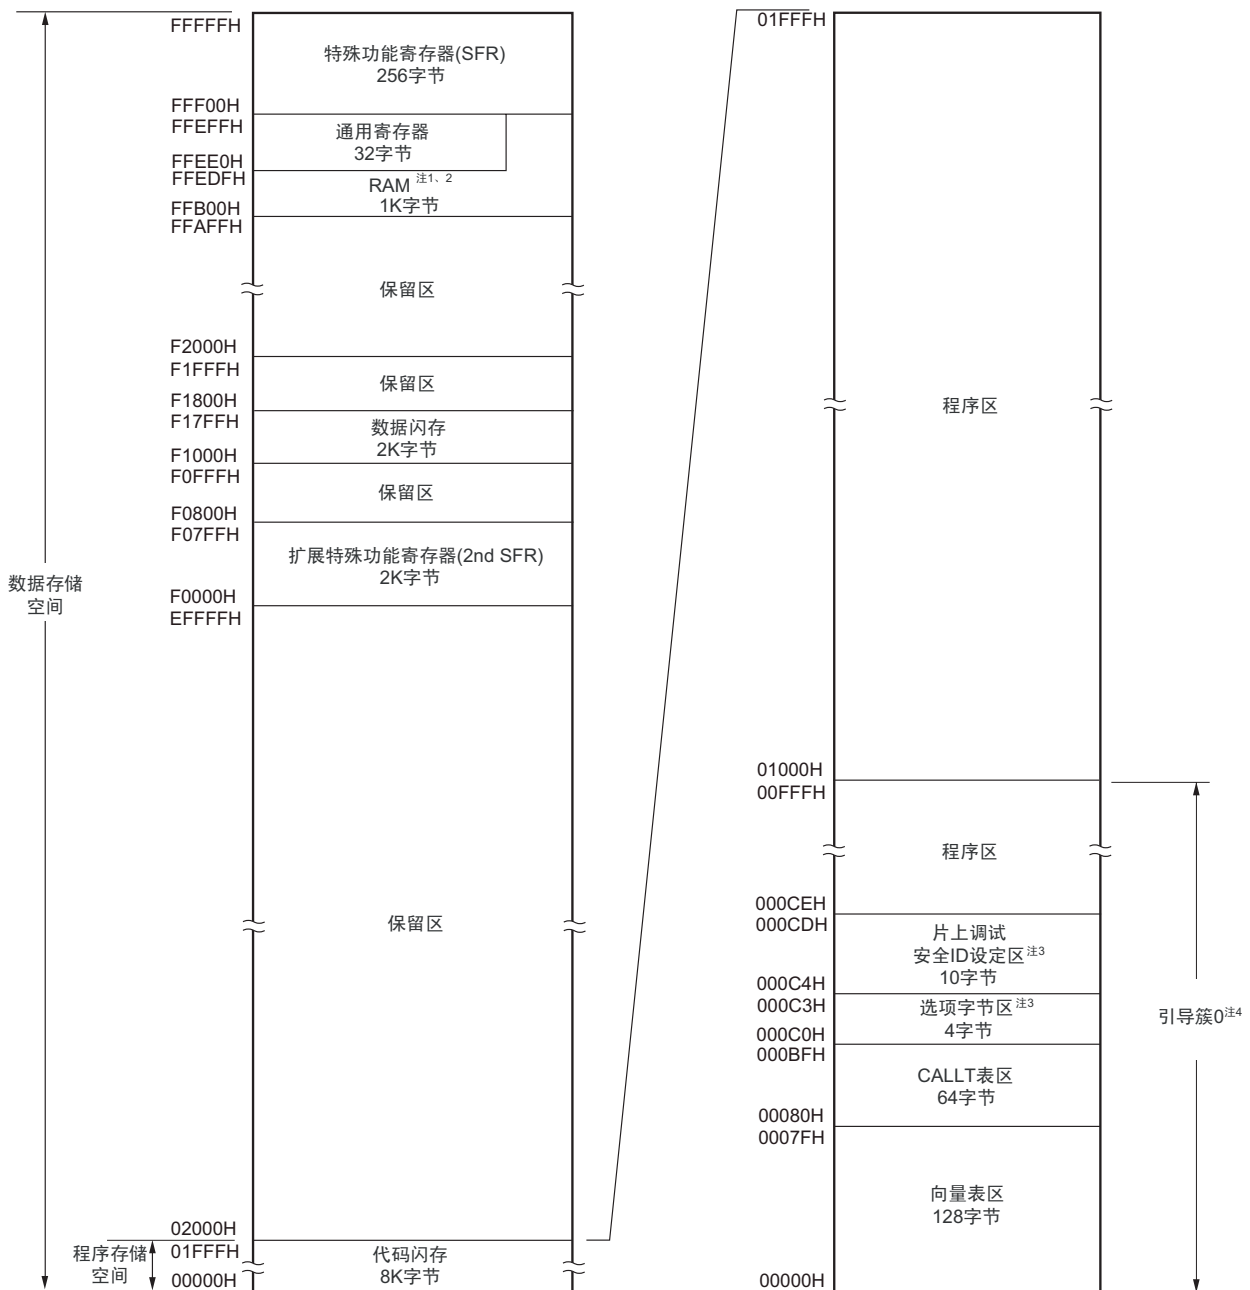 FFFFFH
特殊功能寄存器(SFR)
256字节
FFF00H
FFEFFH
通用寄存器
32字节
FFEE0H
FFEDFH
RAM 注1、2
1K字节
FFB00H
FFAFFH
保留区
F2000H
F1FFFH
保留区
F1800H
F17FFH
数据闪存
2K字节
F1000H
F0FFFH
保留区
F0800H
F07FFH
扩展特殊功能寄存器(2nd SFR)
2K字节
F0000H
EFFFFH
数据存储
空间
保留区
02000H
01FFFH
程序存储
空间
代码闪存
8K字节
00000H
01FFFH
程序区
01000H
00FFFH
程序区
000CEH
000CDH
片上调试
安全ID设定区注3
10字节
000C4H
000C3H
选项字节区注3
4字节
000C0H
000BFH
CALLT表区
64字节
00080H
0007FH
向量表区
128字节
00000H
引导簇0注4